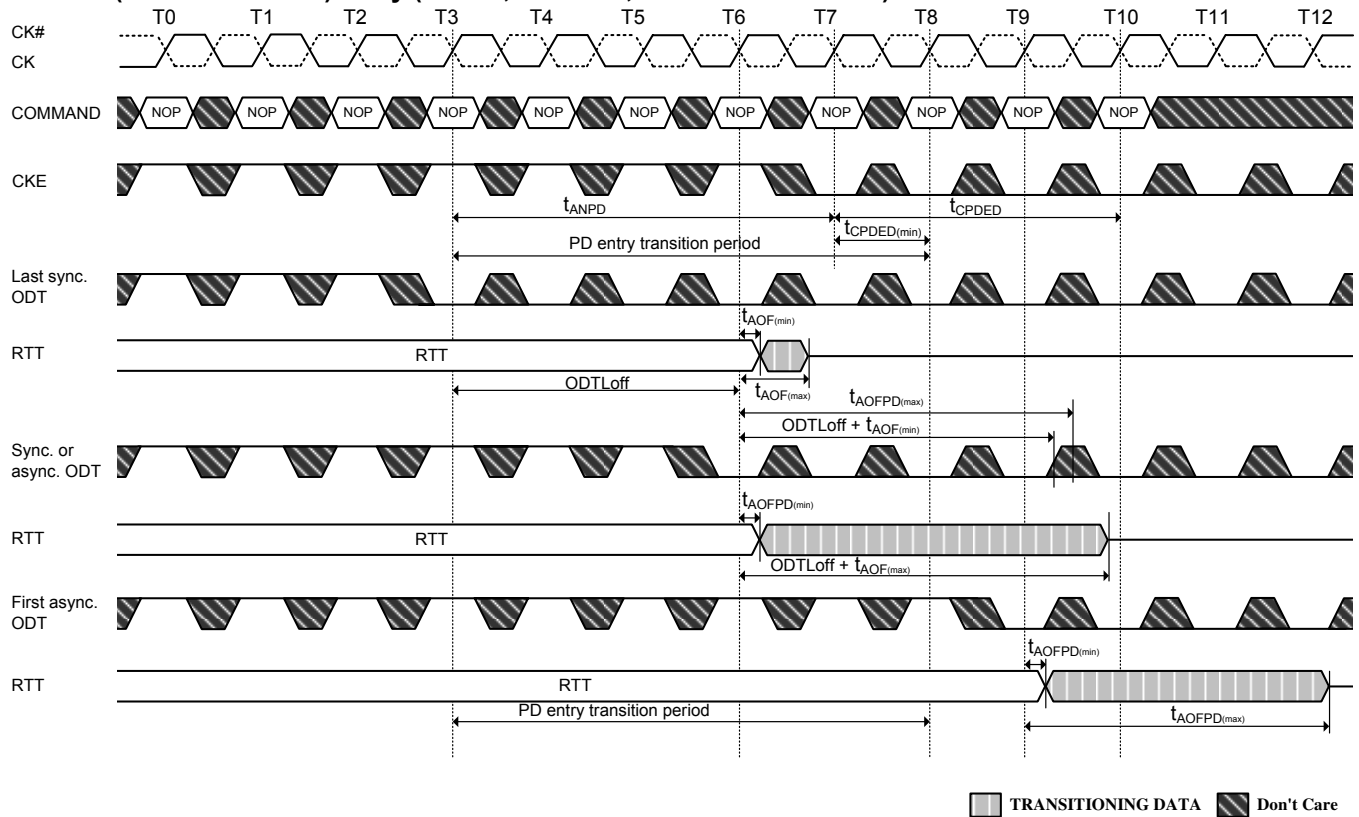 T0 T1 T2 T3 T4 T5 T6 T7 T8 T9 T10 T11 T12
CK#
CK
COMMAND NOP NOP NOP NOP NOP NOP NOP NOP NOP NOP NOP
CKE
tANPD tCPDED
tCPDED(min)
PD entry transition period
Last sync.
ODT
tAOF(min)
RTT RTT
ODTLoff tAOF(max)
tAOFPD(max)
ODTLoff + tAOF(min)
Sync. or
async. ODT
tAOFPD(min)
RTT RTT
ODTLoff + tAOF(max)
First async.
ODT
tAOFPD(min)
RTT RTT
PD entry transition period
tAOFPD(max)
TRANSITIONING DATA Don't Care